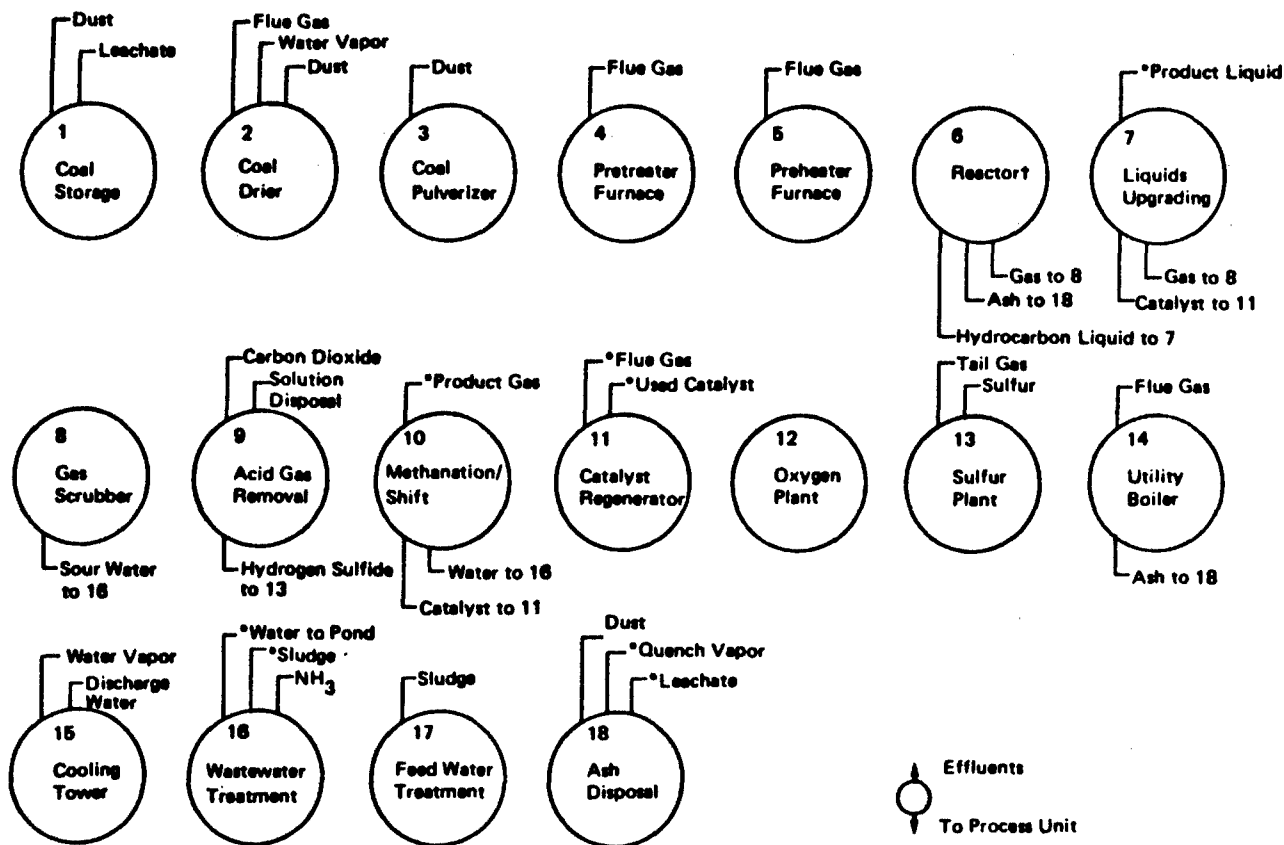 Dust
Leachate
1
Coal
Storage
Flue Gas
Water Vapor
Dust
2
Coal
Drier
Dust
3
Coal
Pulverizer
Flue Gas
4
Pretreater
Furnace
Flue Gas
5
Preheater
Furnace
6
Reactor†
Gas to 8
Ash to 18
Hydrocarbon Liquid to 7
*Product Liquid
7
Liquids
Upgrading
Gas to 8
Catalyst to 11
8
Gas
Scrubber
Sour Water
to 16
Carbon Dioxide
Solution
Disposal
9
Acid Gas
Removal
Hydrogen Sulfide
to 13
*Product Gas
10
Methanation/
Shift
Water to 16
Catalyst to 11
*Flue Gas
*Used Catalyst
11
Catalyst
Regenerator
12
Oxygen
Plant
Tail Gas
Sulfur
13
Sulfur
Plant
Flue Gas
14
Utility
Boiler
Ash to 18
Water Vapor
Discharge
Water
15
Cooling
Tower
*Water to Pond
*Sludge
NH3
16
Wastewater
Treatment
Sludge
17
Feed Water
Treatment
Dust
*Quench Vapor
*Leachate
18
Ash
Disposal
Effluents
To Process Unit